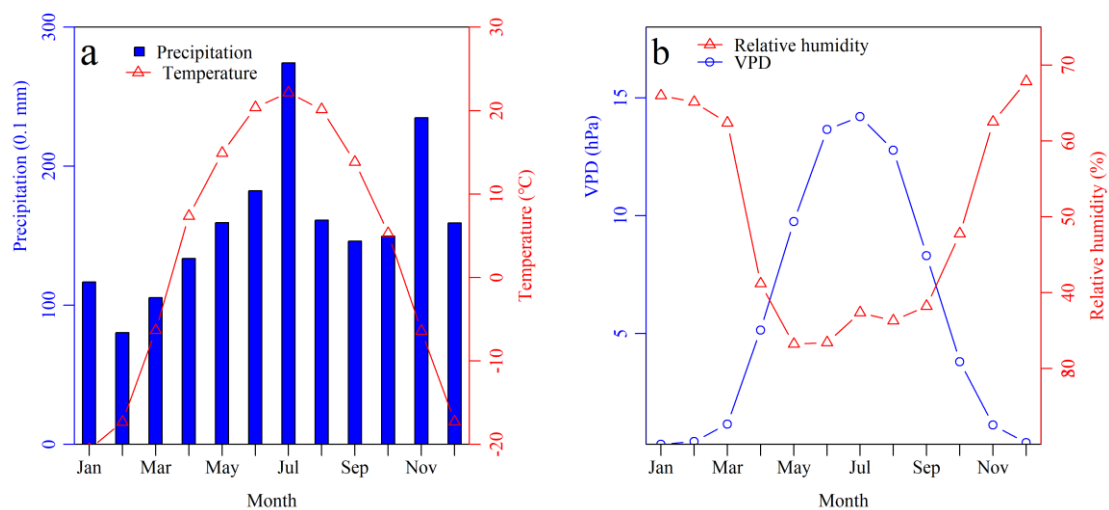 a
Precipitation
Temperature
Precipitation (0.1 mm)
0
100
200
300
Temperature (℃)
-20
-10
0
10
20
30
Jan
Mar
May
Jul
Sep
Nov
Month
b
Relative humidity
VPD
VPD (hPa)
5
10
15
Relative humidity (%)
80
40
50
60
70
Jan
Mar
May
Jul
Sep
Nov
Month